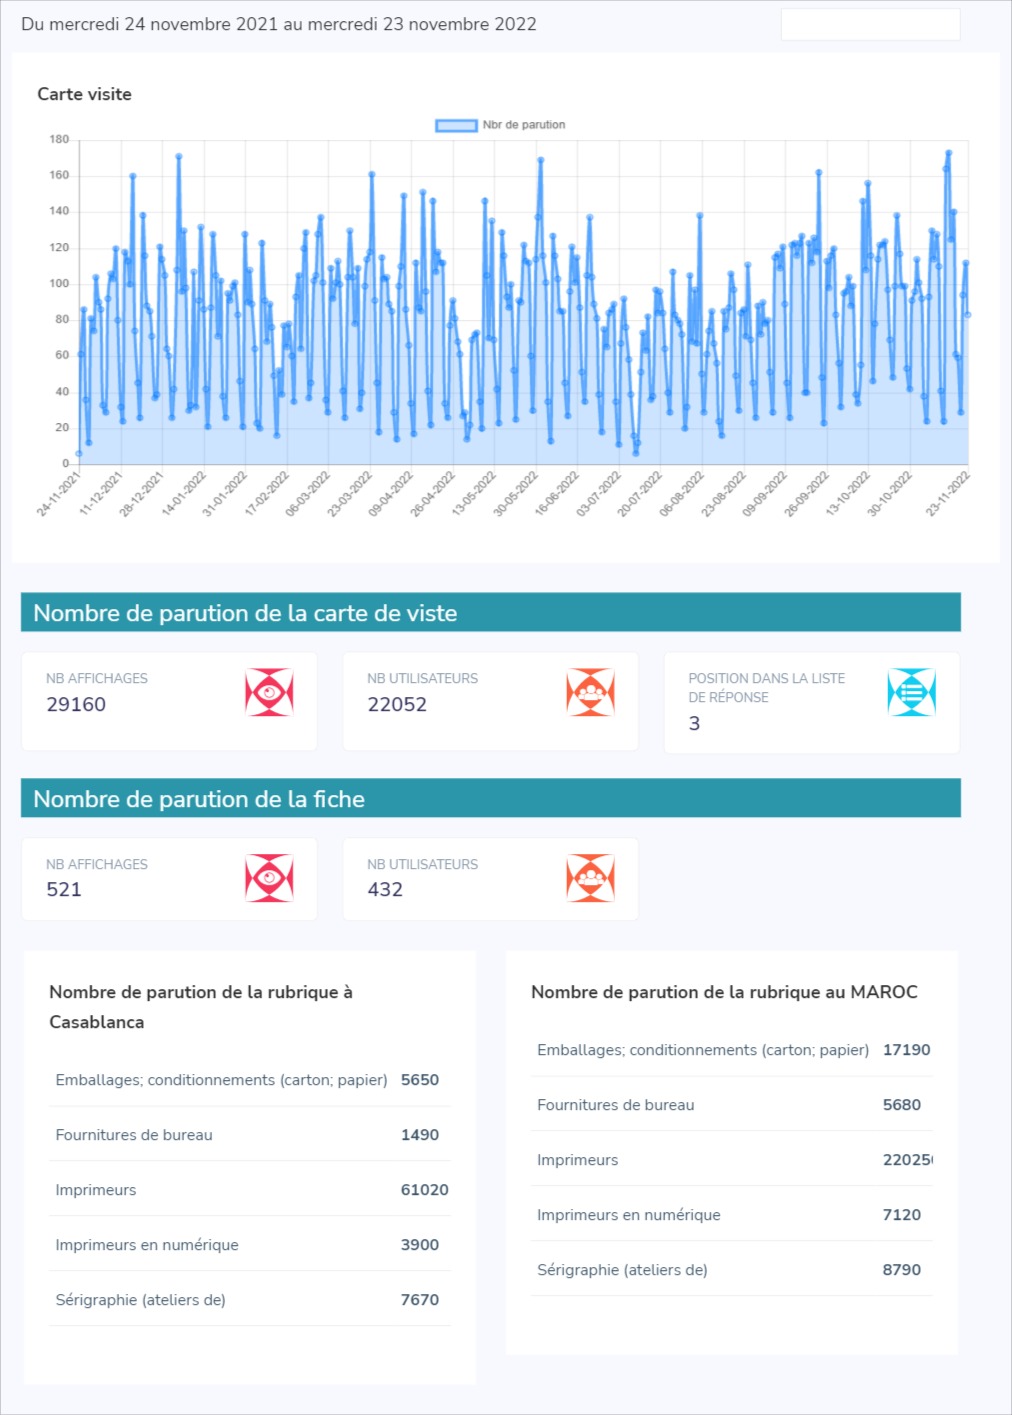 Du mercredi 24 novembre 2021 au mercredi 23 novembre 2022
Carte visite
Nbr de parution
180
160
140
120
100
80
60
40
20
0
24-11-2021
11-12-2021
28-12-2021
14-01-2022
31-01-2022
17-02-2022
06-03-2022
23-03-2022
09-04-2022
26-04-2022
13-05-2022
30-05-2022
16-06-2022
03-07-2022
20-07-2022
06-08-2022
23-08-2022
09-09-2022
26-09-2022
13-10-2022
30-10-2022
23-11-2022
Nombre de parution de la carte de viste
NB AFFICHAGES
29160
NB UTILISATEURS
22052
POSITION DANS LA LISTE
DE RÉPONSE
3
Nombre de parution de la fiche
NB AFFICHAGES
521
NB UTILISATEURS
432
Nombre de parution de la rubrique à
Casablanca
Emballages; conditionnements (carton; papier) 5650
Fournitures de bureau 1490
Imprimeurs 61020
Imprimeurs en numérique 3900
Sérigraphie (ateliers de) 7670
Nombre de parution de la rubrique au MAROC
Emballages; conditionnements (carton; papier) 17190
Fournitures de bureau 5680
Imprimeurs 220250
Imprimeurs en numérique 7120
Sérigraphie (ateliers de) 8790